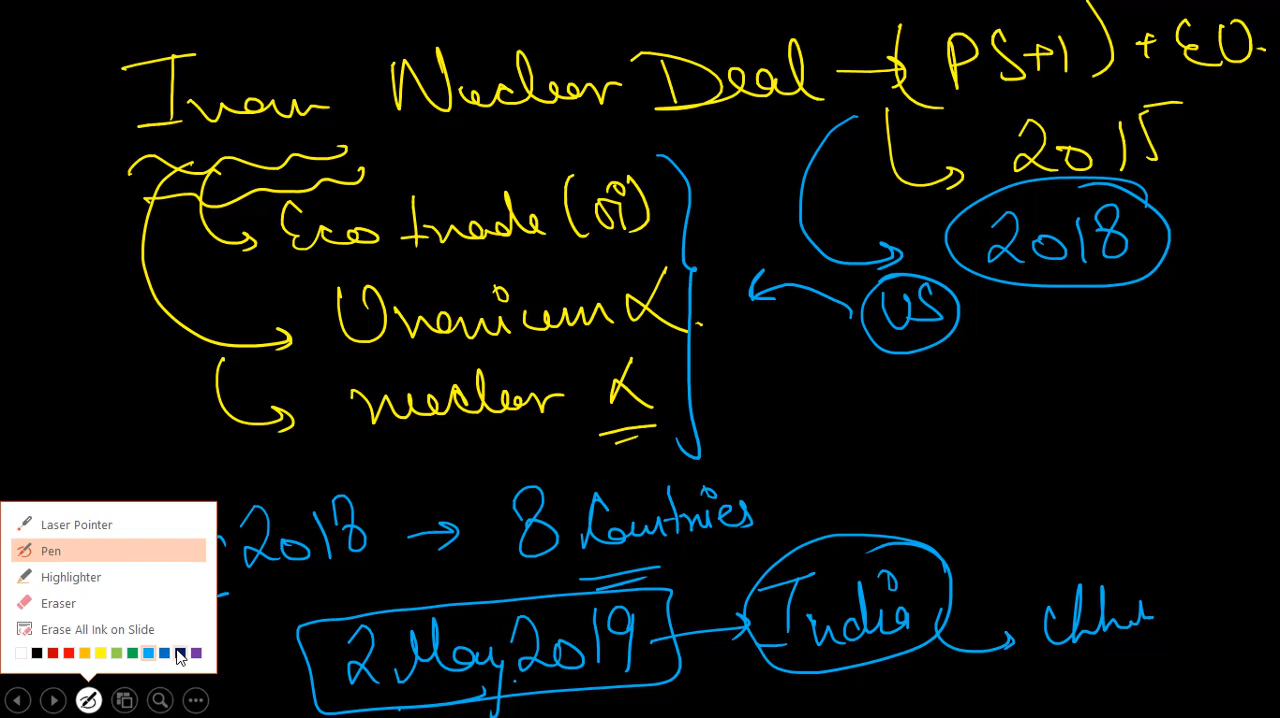 Iran Nuclear Deal → (P5+1) + EU.
2015
2018
Eco trade (oil)
Uranium X.
US
nuclear X
2018 → 8 Countries
2 May 2019 → India → chhut
Laser Pointer
Pen
Highlighter
Eraser
Erase All Ink on Slide